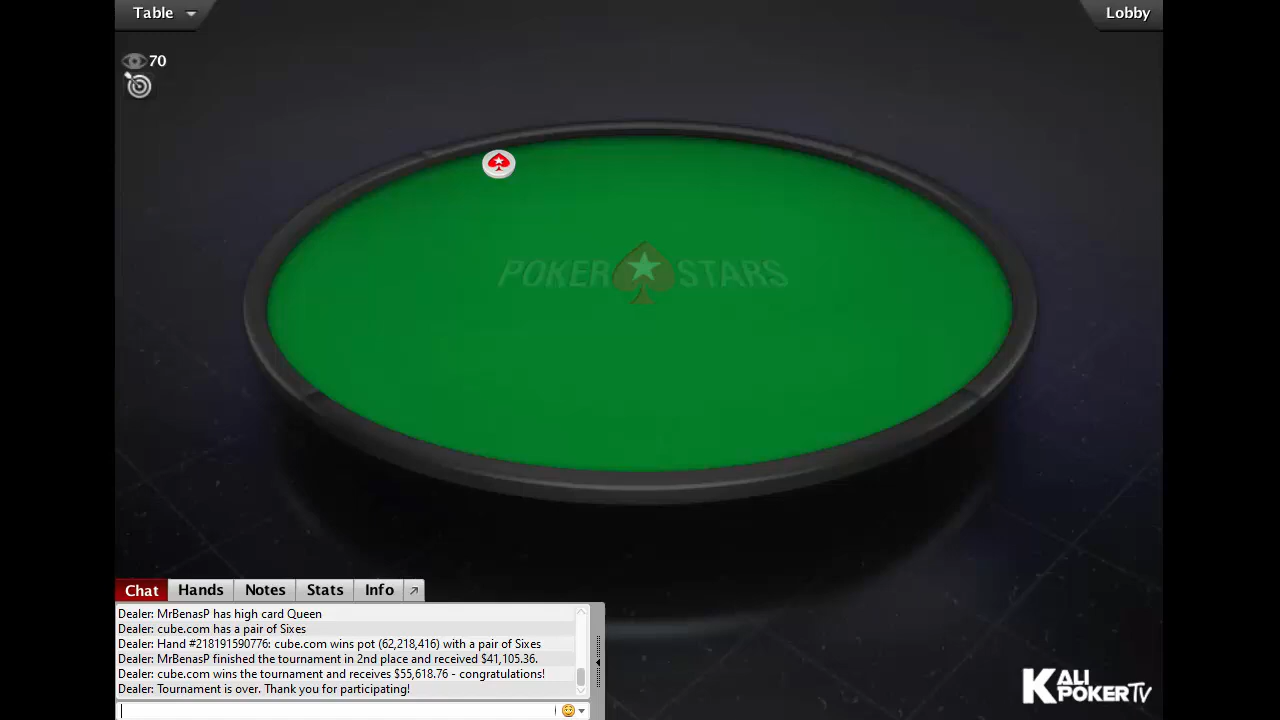 Table
Lobby
70
POKER STARS
Chat Hands Notes Stats Info
Dealer: MrBenasP has high card Queen
Dealer: cube.com has a pair of Sixes
Dealer: Hand #218191590776: cube.com wins pot (62,218,416) with a pair of Sixes
Dealer: MrBenasP finished the tournament in 2nd place and received $41,105.36.
Dealer: cube.com wins the tournament and receives $55,618.76 - congratulations!
Dealer: Tournament is over. Thank you for participating!
KALI
POKER TV